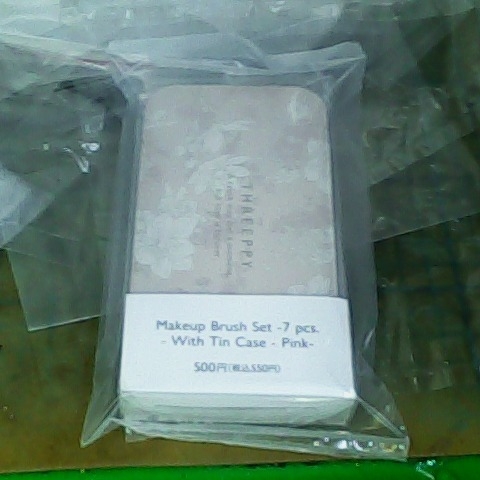 THREEPPY
Makeup Brush Set -7 pcs.
- With Tin Case - Pink-
500円(税込550円)